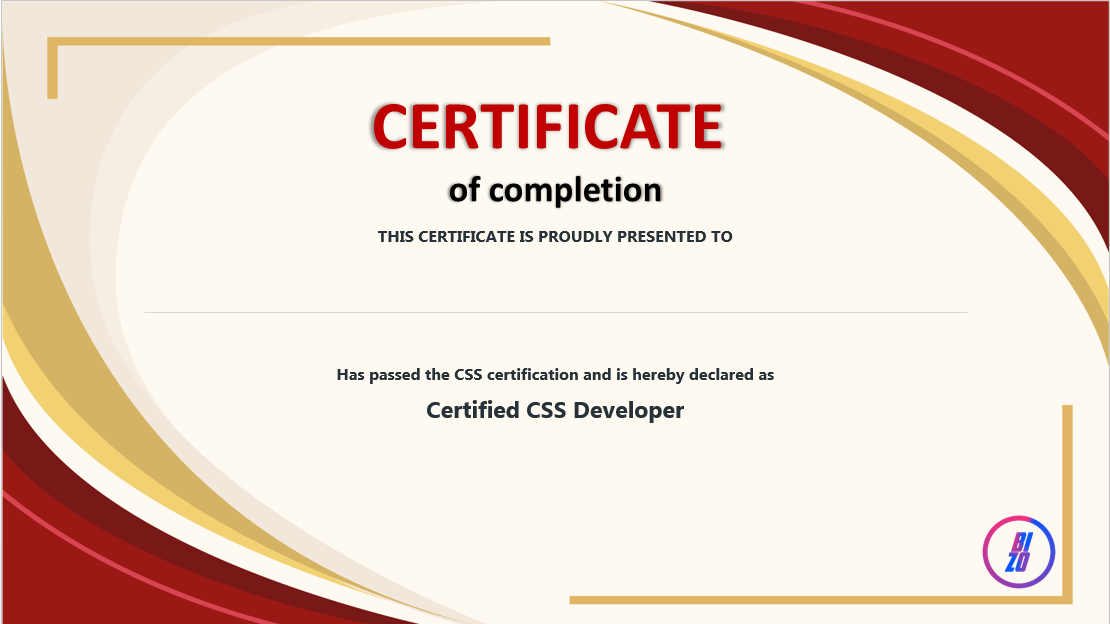 CERTIFICATE
of completion
THIS CERTIFICATE IS PROUDLY PRESENTED TO
Has passed the CSS certification and is hereby declared as
Certified CSS Developer
BI
ZO